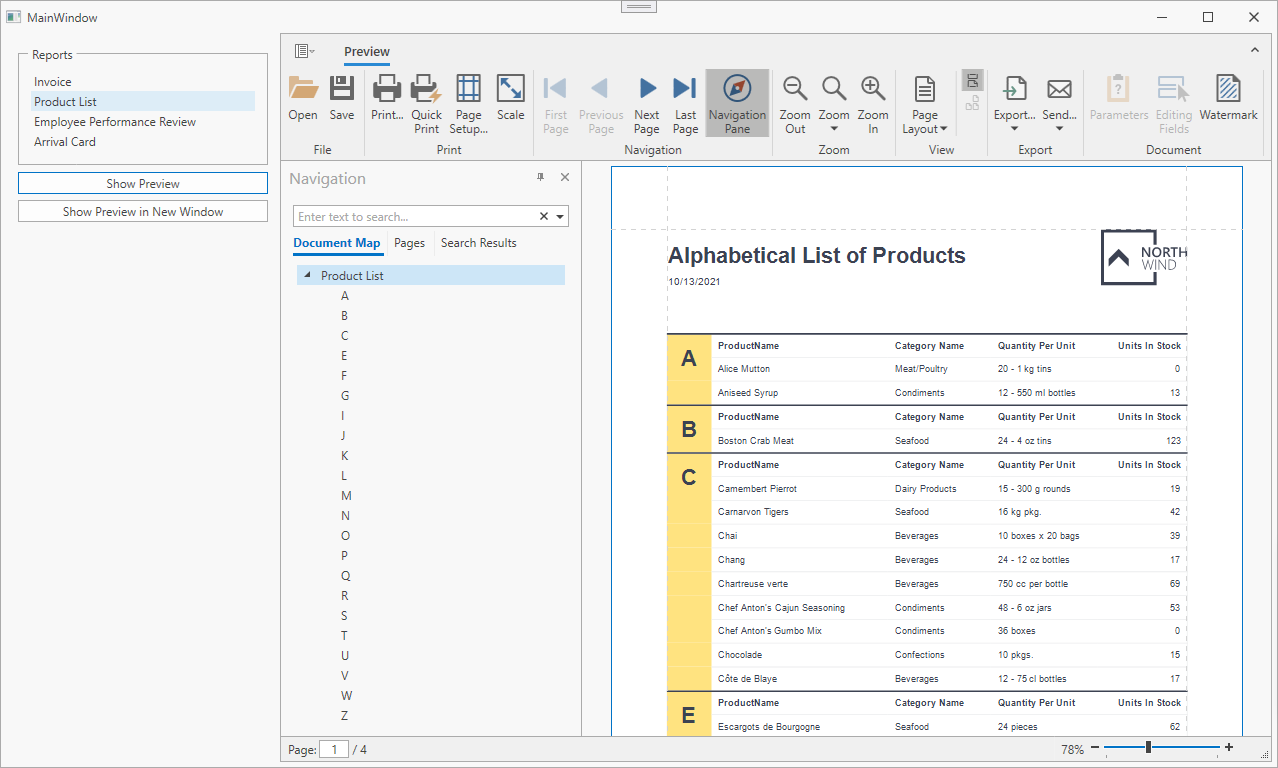 MainWindow
Reports
Invoice
Product List
Employee Performance Review
Arrival Card
Show Preview
Show Preview in New Window
Preview
Open Save Print... Quick Print Page Setup... Scale First Page Previous Page Next Page Last Page Navigation Pane Zoom Out Zoom Zoom In Page Layout Export... Send... Parameters Editing Fields Watermark
File Print Navigation Zoom View Export Document
Navigation
Enter text to search...
Document Map Pages Search Results
Product List
A
B
C
E
F
G
I
J
K
L
M
N
O
P
Q
R
S
T
U
V
W
Z
Alphabetical List of Products
10/13/2021
NORTH
WIND
A ProductName Category Name Quantity Per Unit Units In Stock
Alice Mutton Meat/Poultry 20 - 1 kg tins 0
Aniseed Syrup Condiments 12 - 550 ml bottles 13
B ProductName Category Name Quantity Per Unit Units In Stock
Boston Crab Meat Seafood 24 - 4 oz tins 123
C ProductName Category Name Quantity Per Unit Units In Stock
Camembert Pierrot Dairy Products 15 - 300 g rounds 19
Carnarvon Tigers Seafood 16 kg pkg. 42
Chai Beverages 10 boxes x 20 bags 39
Chang Beverages 24 - 12 oz bottles 17
Chartreuse verte Beverages 750 cc per bottle 69
Chef Anton's Cajun Seasoning Condiments 48 - 6 oz jars 53
Chef Anton's Gumbo Mix Condiments 36 boxes 0
Chocolade Confections 10 pkgs. 15
Côte de Blaye Beverages 12 - 75 cl bottles 17
E ProductName Category Name Quantity Per Unit Units In Stock
Escargots de Bourgogne Seafood 24 pieces 62
Page: 1 / 4
78%